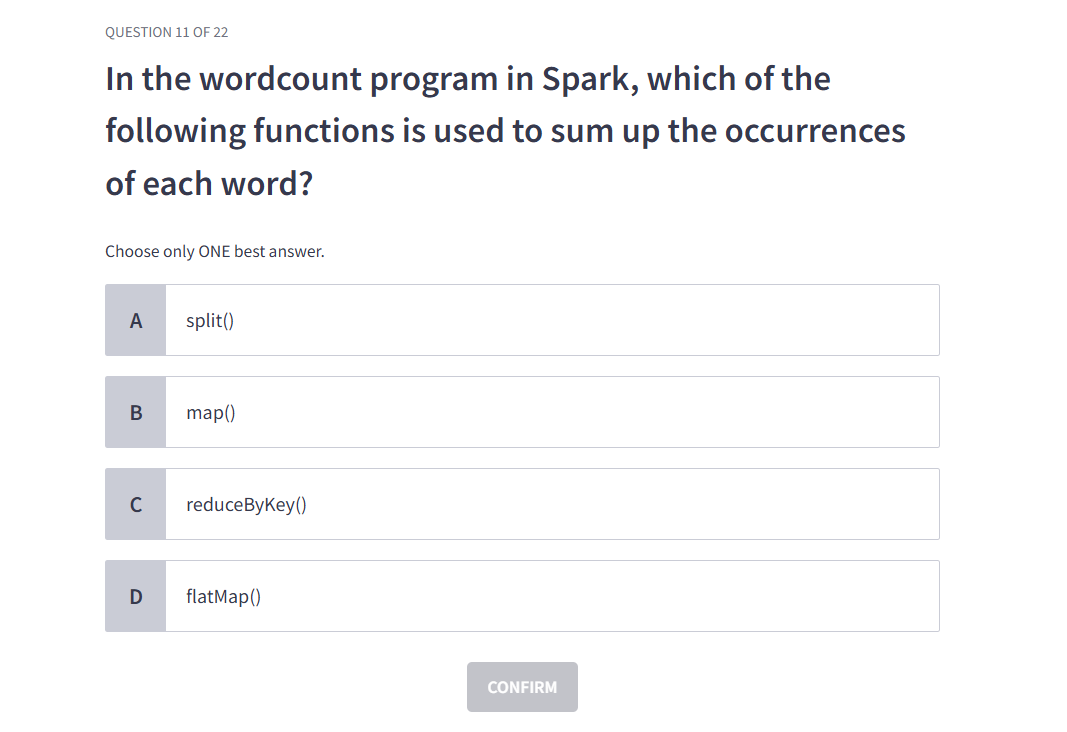 QUESTION 11 OF 22
In the wordcount program in Spark, which of the
following functions is used to sum up the occurrences
of each word?
Choose only ONE best answer.
A split()
B map()
C reduceByKey()
D flatMap()
CONFIRM